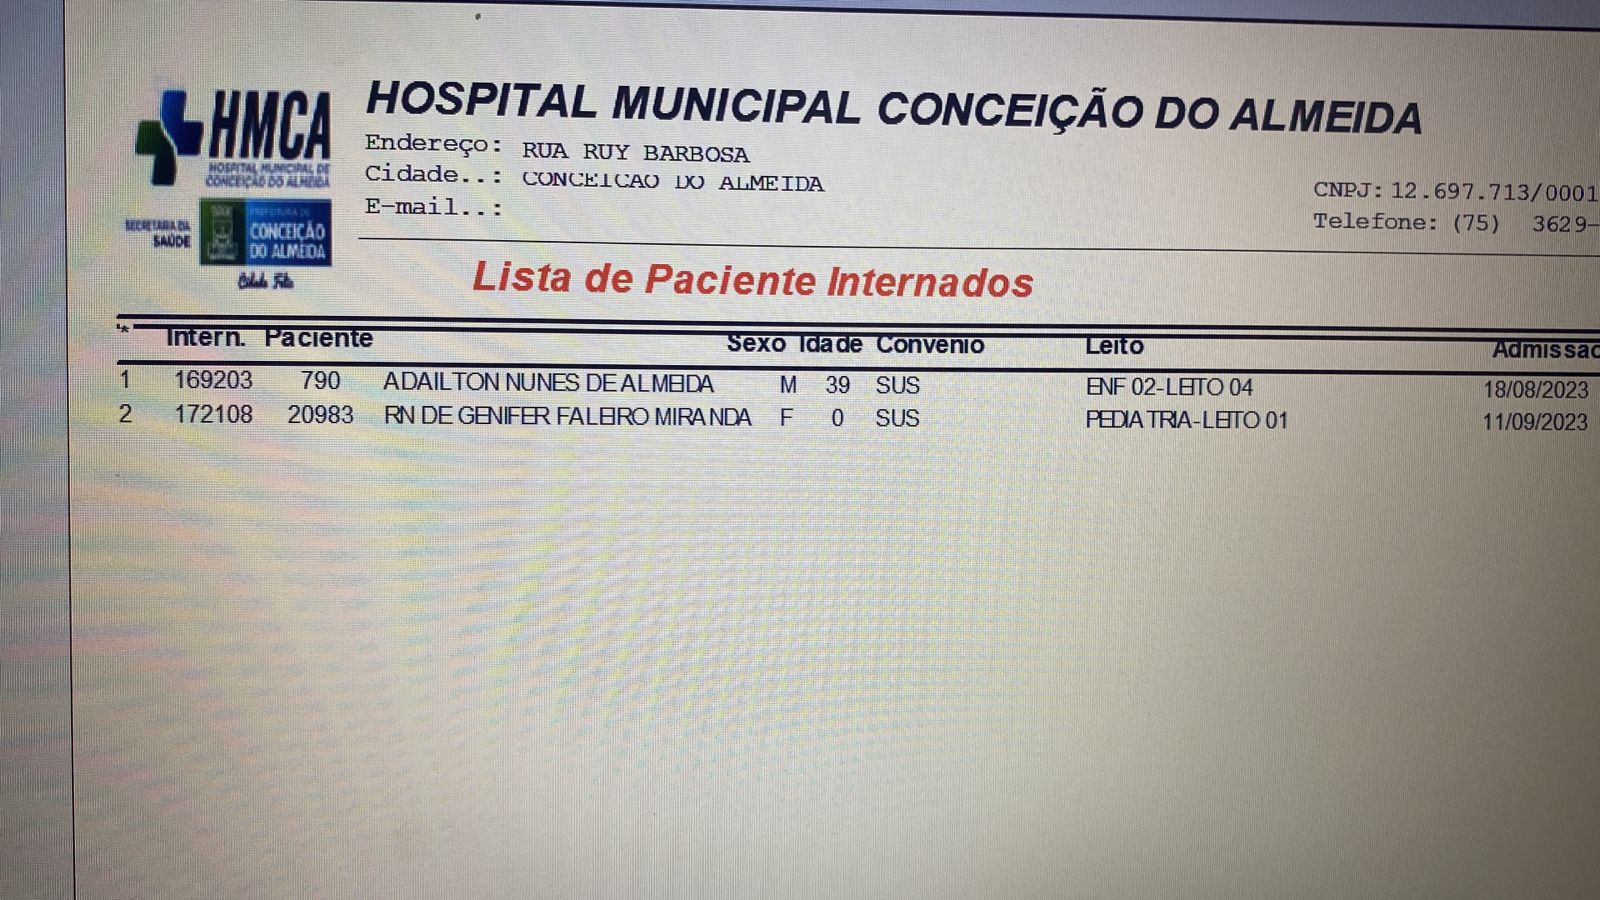 HMCA
HOSPITAL MUNICIPAL DE
CONCEIÇÃO DO ALMEIDA
SECRETARIA DA
SAÚDE
PREFEITURA DE
CONCEIÇÃO
DO ALMEIDA
HOSPITAL MUNICIPAL CONCEIÇÃO DO ALMEIDA
Endereço: RUA RUY BARBOSA
Cidade..: CONCEICAO DO ALMEIDA
E-mail..:
CNPJ: 12.697.713/0001
Telefone: (75) 3629-
Lista de Paciente Internados
"*" Intern. Paciente Sexo Idade Convenio Leito Admissao
1 169203 790 ADAILTON NUNES DE ALMEIDA M 39 SUS ENF 02-LEITO 04 18/08/2023
2 172108 20983 RN DE GENIFER FALEIRO MIRANDA F 0 SUS PEDIATRIA-LEITO 01 11/09/2023